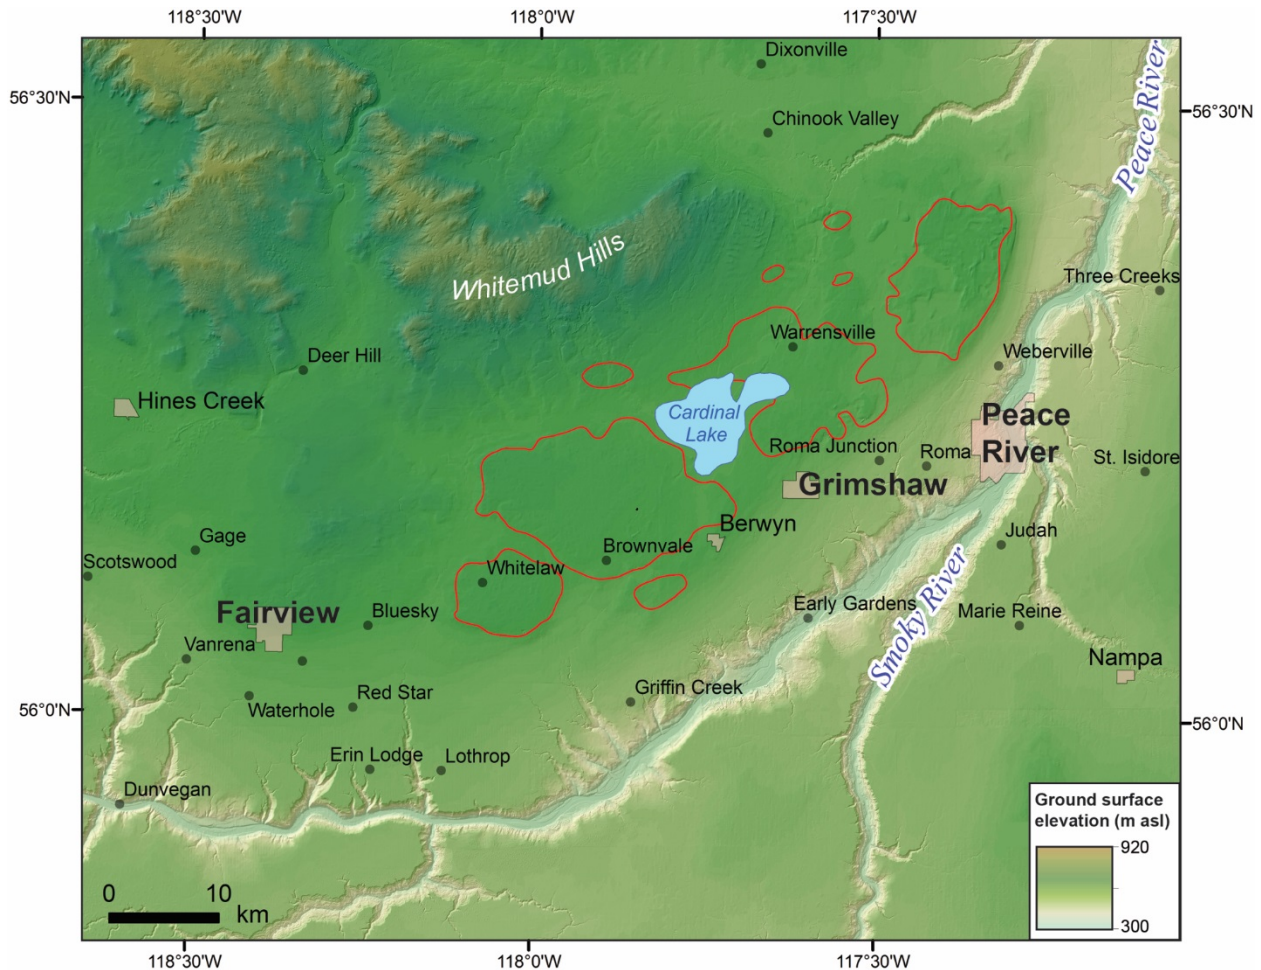 118°30'W
118°0'W
117°30'W
Dixonville
56°30'N
56°30'N
Chinook Valley
Peace River
Whitemud Hills
Three Creeks
Warrensville
Deer Hill
Weberville
Hines Creek
Cardinal
Lake
Peace
River
Roma Junction
Roma
St. Isidore
Grimshaw
Berwyn
Gage
Judah
Brownvale
Scotswood
Whitelaw
Fairview
Bluesky
Early Gardens
Smoky River
Marie Reine
Vanrena
Nampa
Red Star
Griffin Creek
56°0'N
Waterhole
56°0'N
Erin Lodge
Lothrop
Dunvegan
Ground surface
elevation (m asl)
920
300
0
10
km
118°30'W
118°0'W
117°30'W